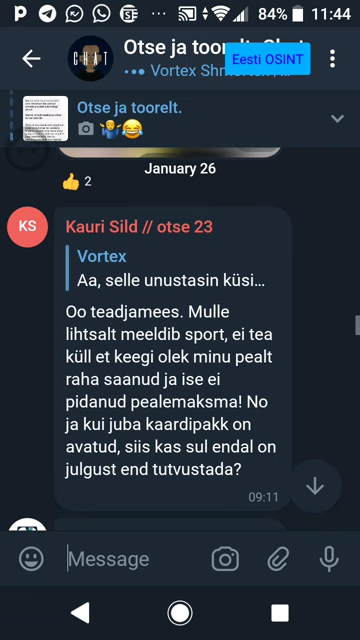 84% 11:44
Otse ja toorelt.
Eesti OSINT
Vortex
CHAT
Otse ja toorelt.
January 26
2
KS
Kauri Sild // otse 23
Vortex
Aa, selle unustasin küsi...
Oo teadjamees. Mulle
lihtsalt meeldib sport, ei tea
küll et keegi olek minu pealt
raha saanud ja ise ei
pidanud pealemaksma! No
ja kui juba kaardipakk on
avatud, siis kas sul endal on
julgust end tutvustada?
09:11
Message